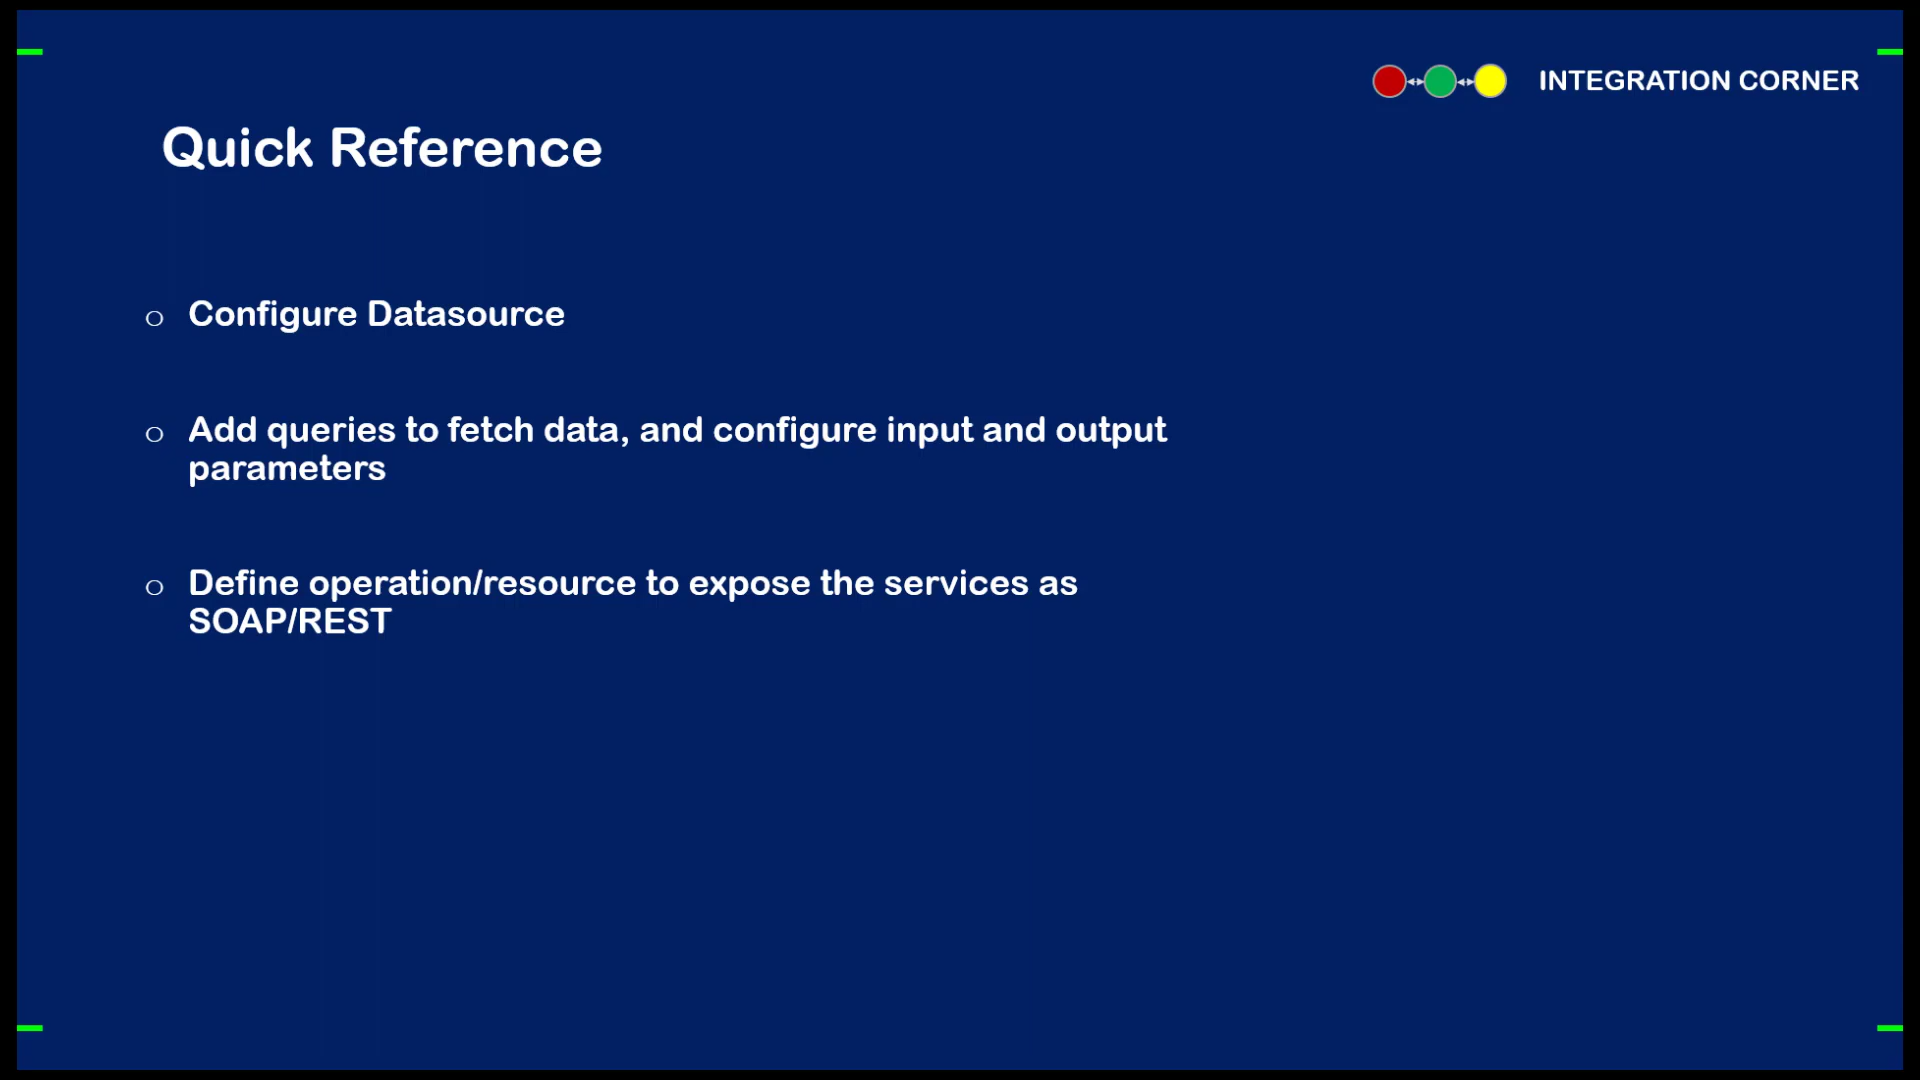 INTEGRATION CORNER
Quick Reference
Configure Datasource
Add queries to fetch data, and configure input and output
parameters
Define operation/resource to expose the services as
SOAP/REST